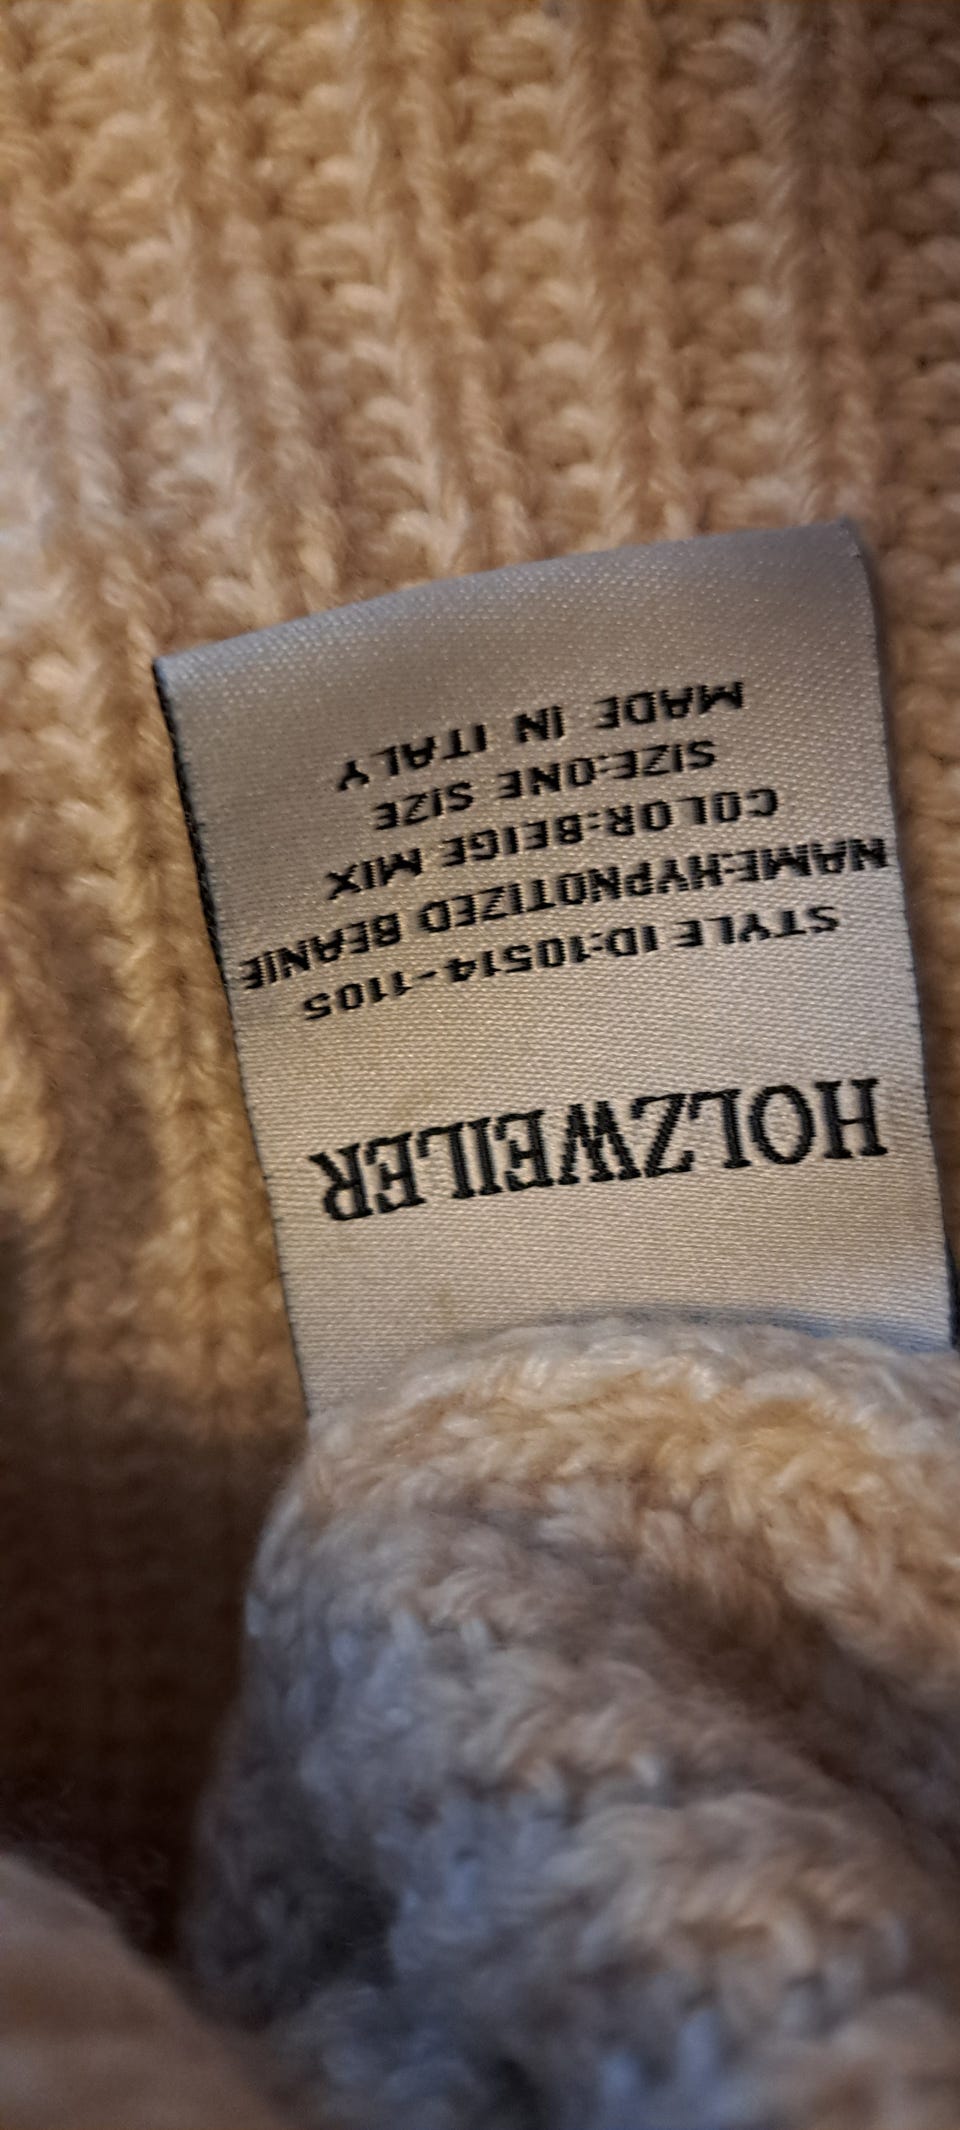 HOLZWEILER
STYLE ID:10514-1105
NAME:HYPNOTIZED BEANIE
COLOR:BEIGE MIX
SIZE:ONE SIZE
MADE IN ITALY